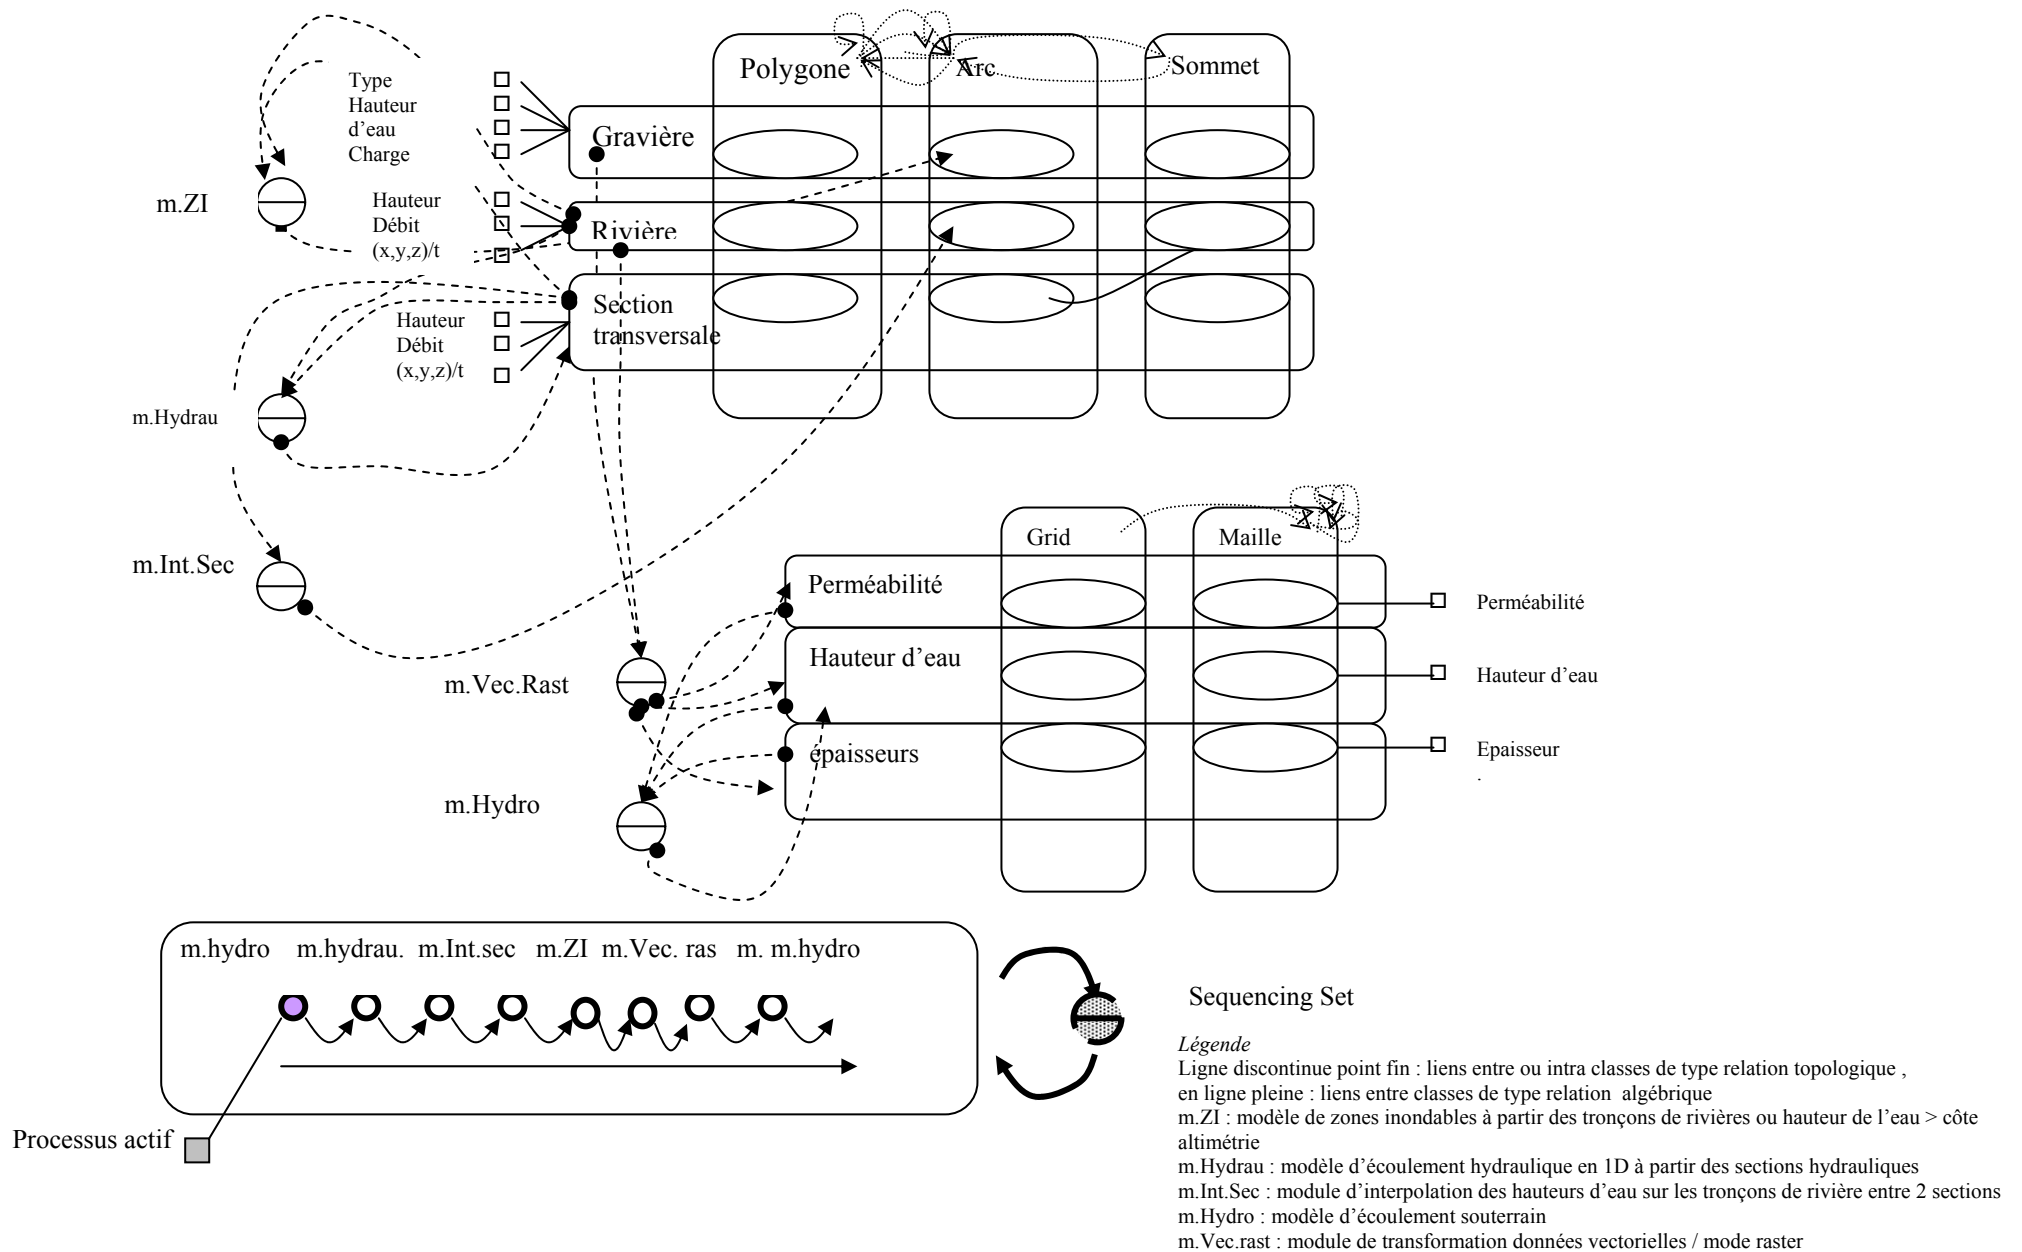 Polygone
Arc
Sommet
Type
Hauteur
d’eau
Charge
Gravière
m.ZI
Hauteur
Débit
(x,y,z)/t
Rivière
Section
transversale
Hauteur
Débit
(x,y,z)/t
m.Hydrau
m.Int.Sec
Grid
Maille
Perméabilité
Perméabilité
Hauteur d’eau
Hauteur d’eau
m.Vec.Rast
épaisseurs
Epaisseur
.
m.Hydro
m.hydro m.hydrau. m.Int.sec m.ZI m.Vec. ras m. m.hydro
Processus actif
Sequencing Set
Légende
Ligne discontinue point fin : liens entre ou intra classes de type relation topologique ,
en ligne pleine : liens entre classes de type relation algébrique
m.ZI : modèle de zones inondables à partir des tronçons de rivières ou hauteur de l’eau > côte
altimétrie
m.Hydrau : modèle d’écoulement hydraulique en 1D à partir des sections hydrauliques
m.Int.Sec : module d’interpolation des hauteurs d’eau sur les tronçons de rivière entre 2 sections
m.Hydro : modèle d’écoulement souterrain
m.Vec.rast : module de transformation données vectorielles / mode raster